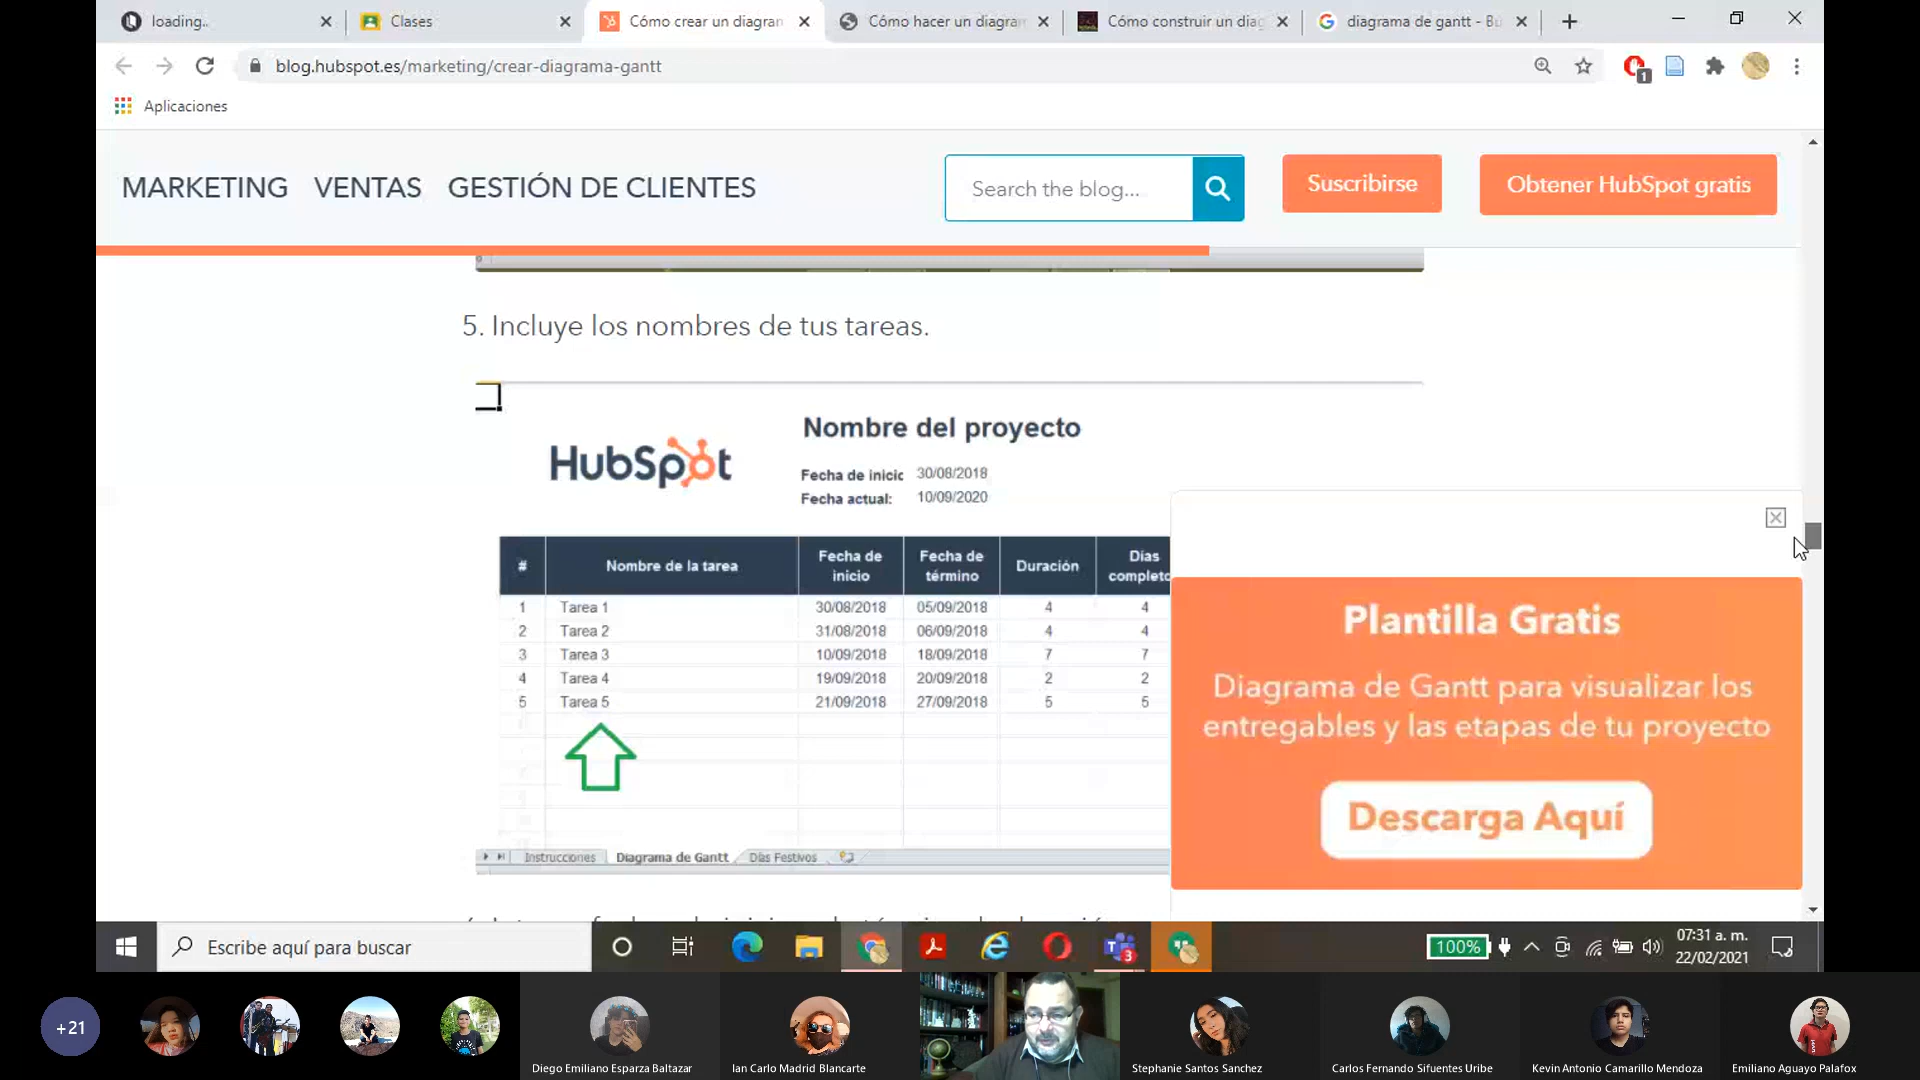 loading..
Clases
Cómo crear un diagran
Cómo hacer un diagran
Cómo construir un diag
diagrama de gantt - Bú
blog.hubspot.es/marketing/crear-diagrama-gantt
1
Aplicaciones
MARKETING VENTAS GESTIÓN DE CLIENTES
Search the blog...
Suscribirse
Obtener HubSpot gratis
5. Incluye los nombres de tus tareas.
HubSpot
Nombre del proyecto
Fecha de inicic 30/08/2018
Fecha actual: 10/09/2020
# Nombre de la tarea Fecha de inicio Fecha de término Duración Días completo
1 Tarea 1 30/08/2018 05/09/2018 4 4
2 Tarea 2 31/08/2018 06/09/2018 4 4
3 Tarea 3 10/09/2018 18/09/2018 7 7
4 Tarea 4 19/09/2018 20/09/2018 2 2
5 Tarea 5 21/09/2018 27/09/2018 5 5
Instrucciones Diagrama de Gantt Días Festivos
Plantilla Gratis
Diagrama de Gantt para visualizar los
entregables y las etapas de tu proyecto
Descarga Aquí
Escribe aquí para buscar
3
100%
07:31 a. m.
22/02/2021
+21
Diego Emiliano Esparza Baltazar
Ian Carlo Madrid Blancarte
Stephanie Santos Sanchez
Carlos Fernando Sifuentes Uribe
Kevin Antonio Camarillo Mendoza
Emiliano Aguayo Palafox